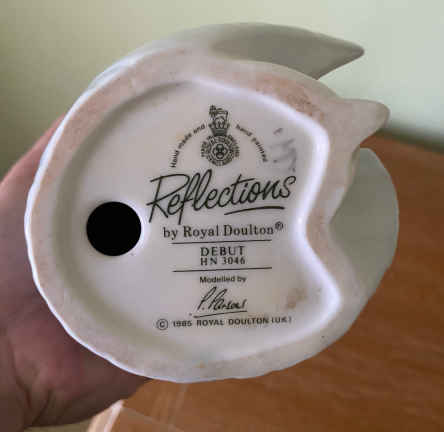 Hand made and hand painted
Reflections
by Royal Doulton®
DEBUT
HN 3046
Modelled by
P. Parsons
© 1985 ROYAL DOULTON (UK)